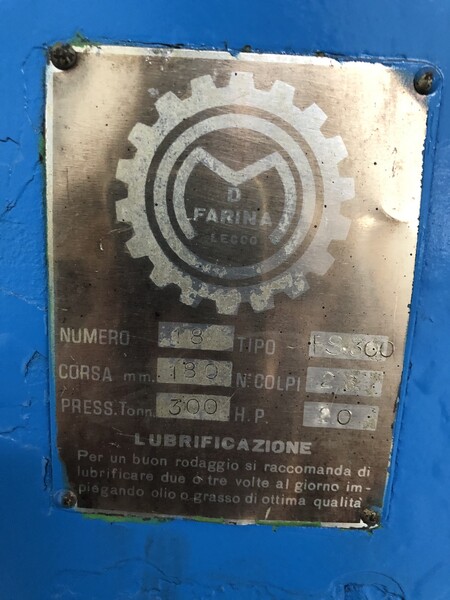 M
D
FARINA
LECCO
NUMERO 18 TIPO FS.300
CORSA mm. 180 N. COLPI
PRESS. Tonn. 300 H.P. 20
LUBRIFICAZIONE
Per un buon rodaggio si raccomanda di
lubrificare due o tre volte al giorno im-
piegando olio o grasso di ottima qualità